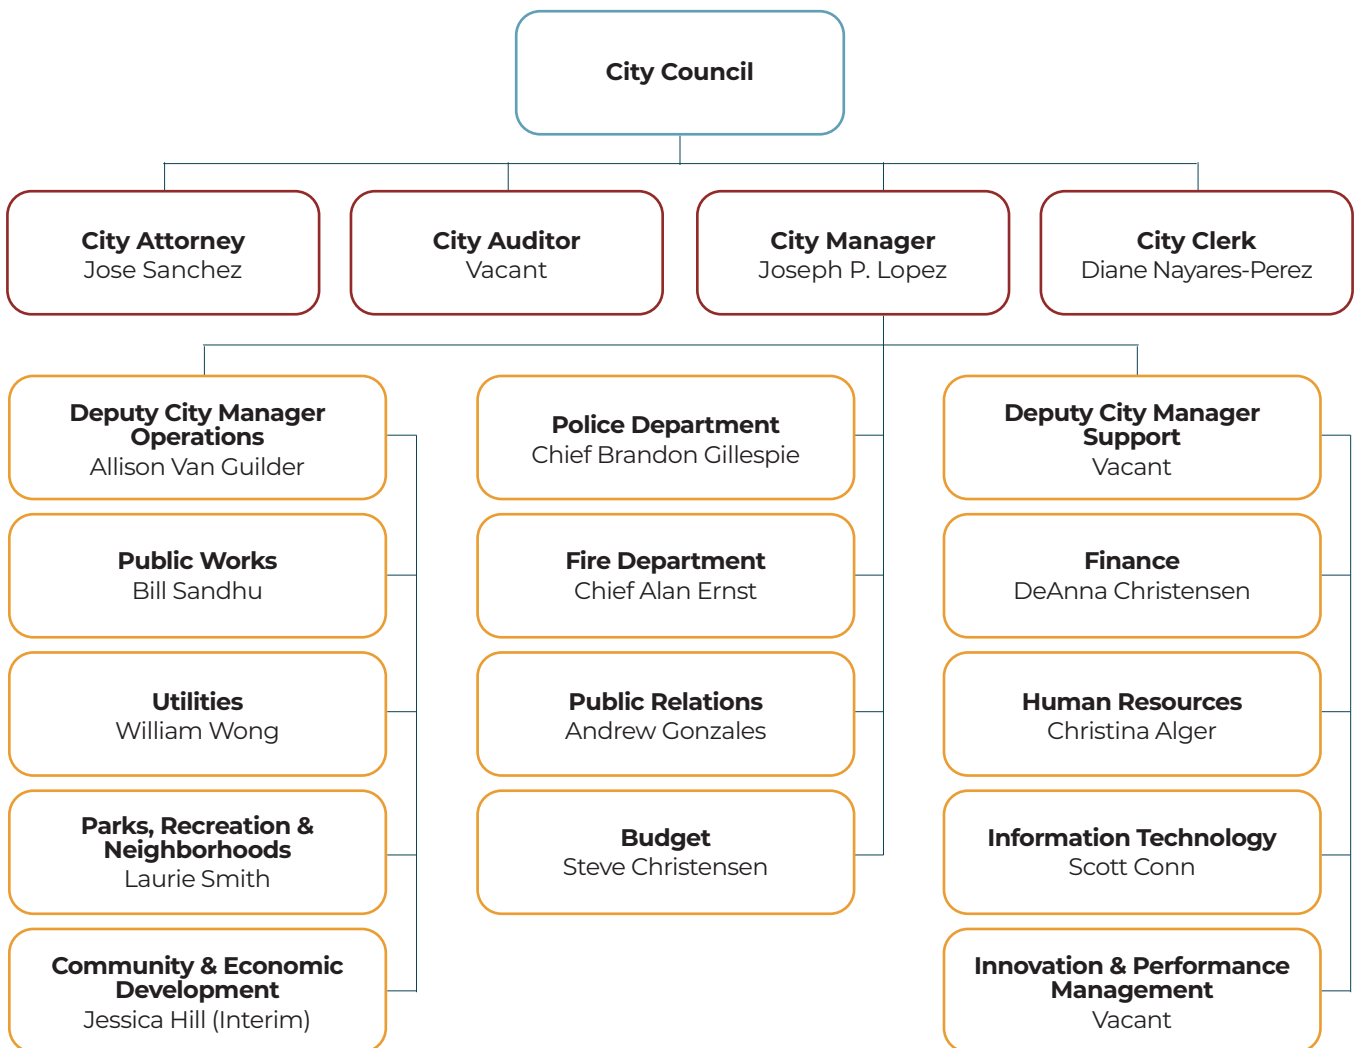 City Council
City Attorney
Jose Sanchez
City Auditor
Vacant
City Manager
Joseph P. Lopez
City Clerk
Diane Nayares-Perez
Deputy City Manager
Operations
Allison Van Guilder
Public Works
Bill Sandhu
Utilities
William Wong
Parks, Recreation &
Neighborhoods
Laurie Smith
Community & Economic
Development
Jessica Hill (Interim)
Police Department
Chief Brandon Gillespie
Fire Department
Chief Alan Ernst
Public Relations
Andrew Gonzales
Budget
Steve Christensen
Deputy City Manager
Support
Vacant
Finance
DeAnna Christensen
Human Resources
Christina Alger
Information Technology
Scott Conn
Innovation & Performance
Management
Vacant